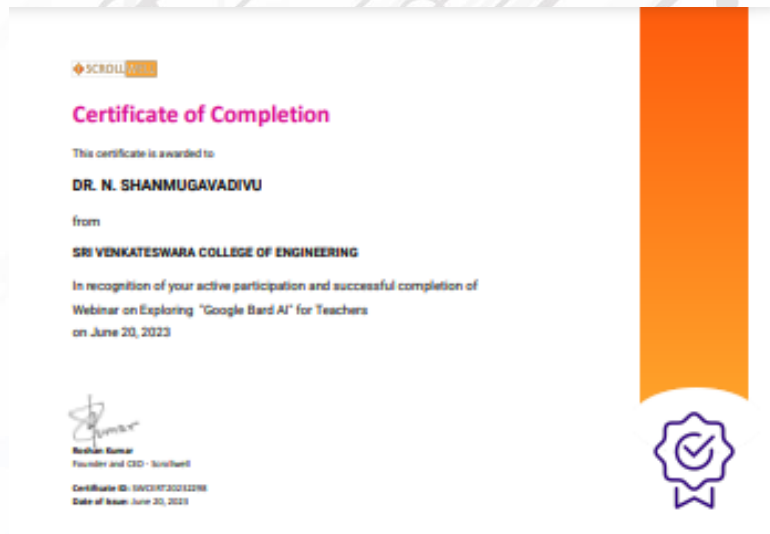 SCROLLWELL
Certificate of Completion
This certificate is awarded to
DR. N. SHANMUGAVADIVU
from
SRI VENKATESWARA COLLEGE OF ENGINEERING
In recognition of your active participation and successful completion of
Webinar on Exploring "Google Bard AI" for Teachers
on June 20, 2023
Roshan Kumar
Founder and CEO - Scrollwell
Certificate ID:
Date of Issue: June 20, 2023